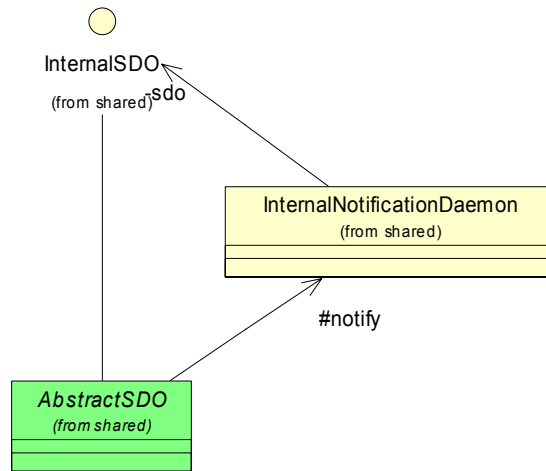 InternalSDO
(from shared)
-sdo
InternalNotificationDaemon
(from shared)
#notify
AbstractSDO
(from shared)